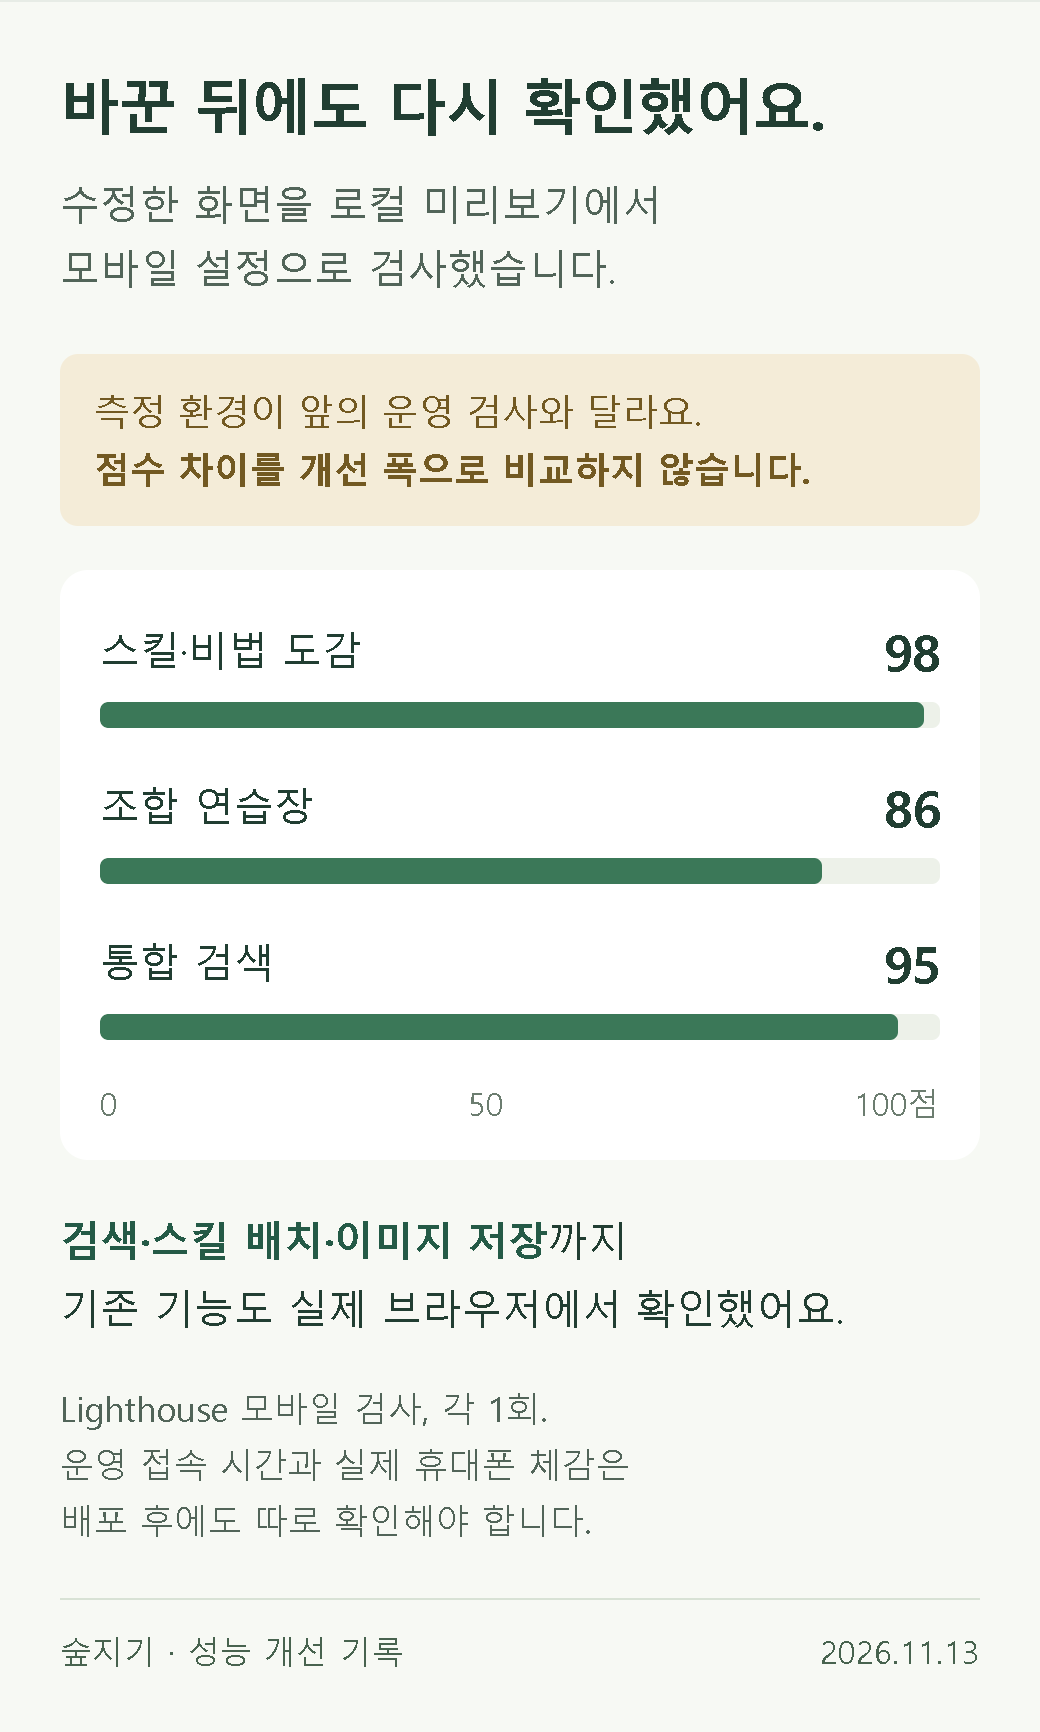 바꾼 뒤에도 다시 확인했어요.
수정한 화면을 로컬 미리보기에서
모바일 설정으로 검사했습니다.
측정 환경이 앞의 운영 검사와 달라요.
점수 차이를 개선 폭으로 비교하지 않습니다.
스킬·비법 도감 98
조합 연습장 86
통합 검색 95
0 50 100점
검색·스킬 배치·이미지 저장까지
기존 기능도 실제 브라우저에서 확인했어요.
Lighthouse 모바일 검사, 각 1회.
운영 접속 시간과 실제 휴대폰 체감은
배포 후에도 따로 확인해야 합니다.
숲지기 · 성능 개선 기록 2026.11.13